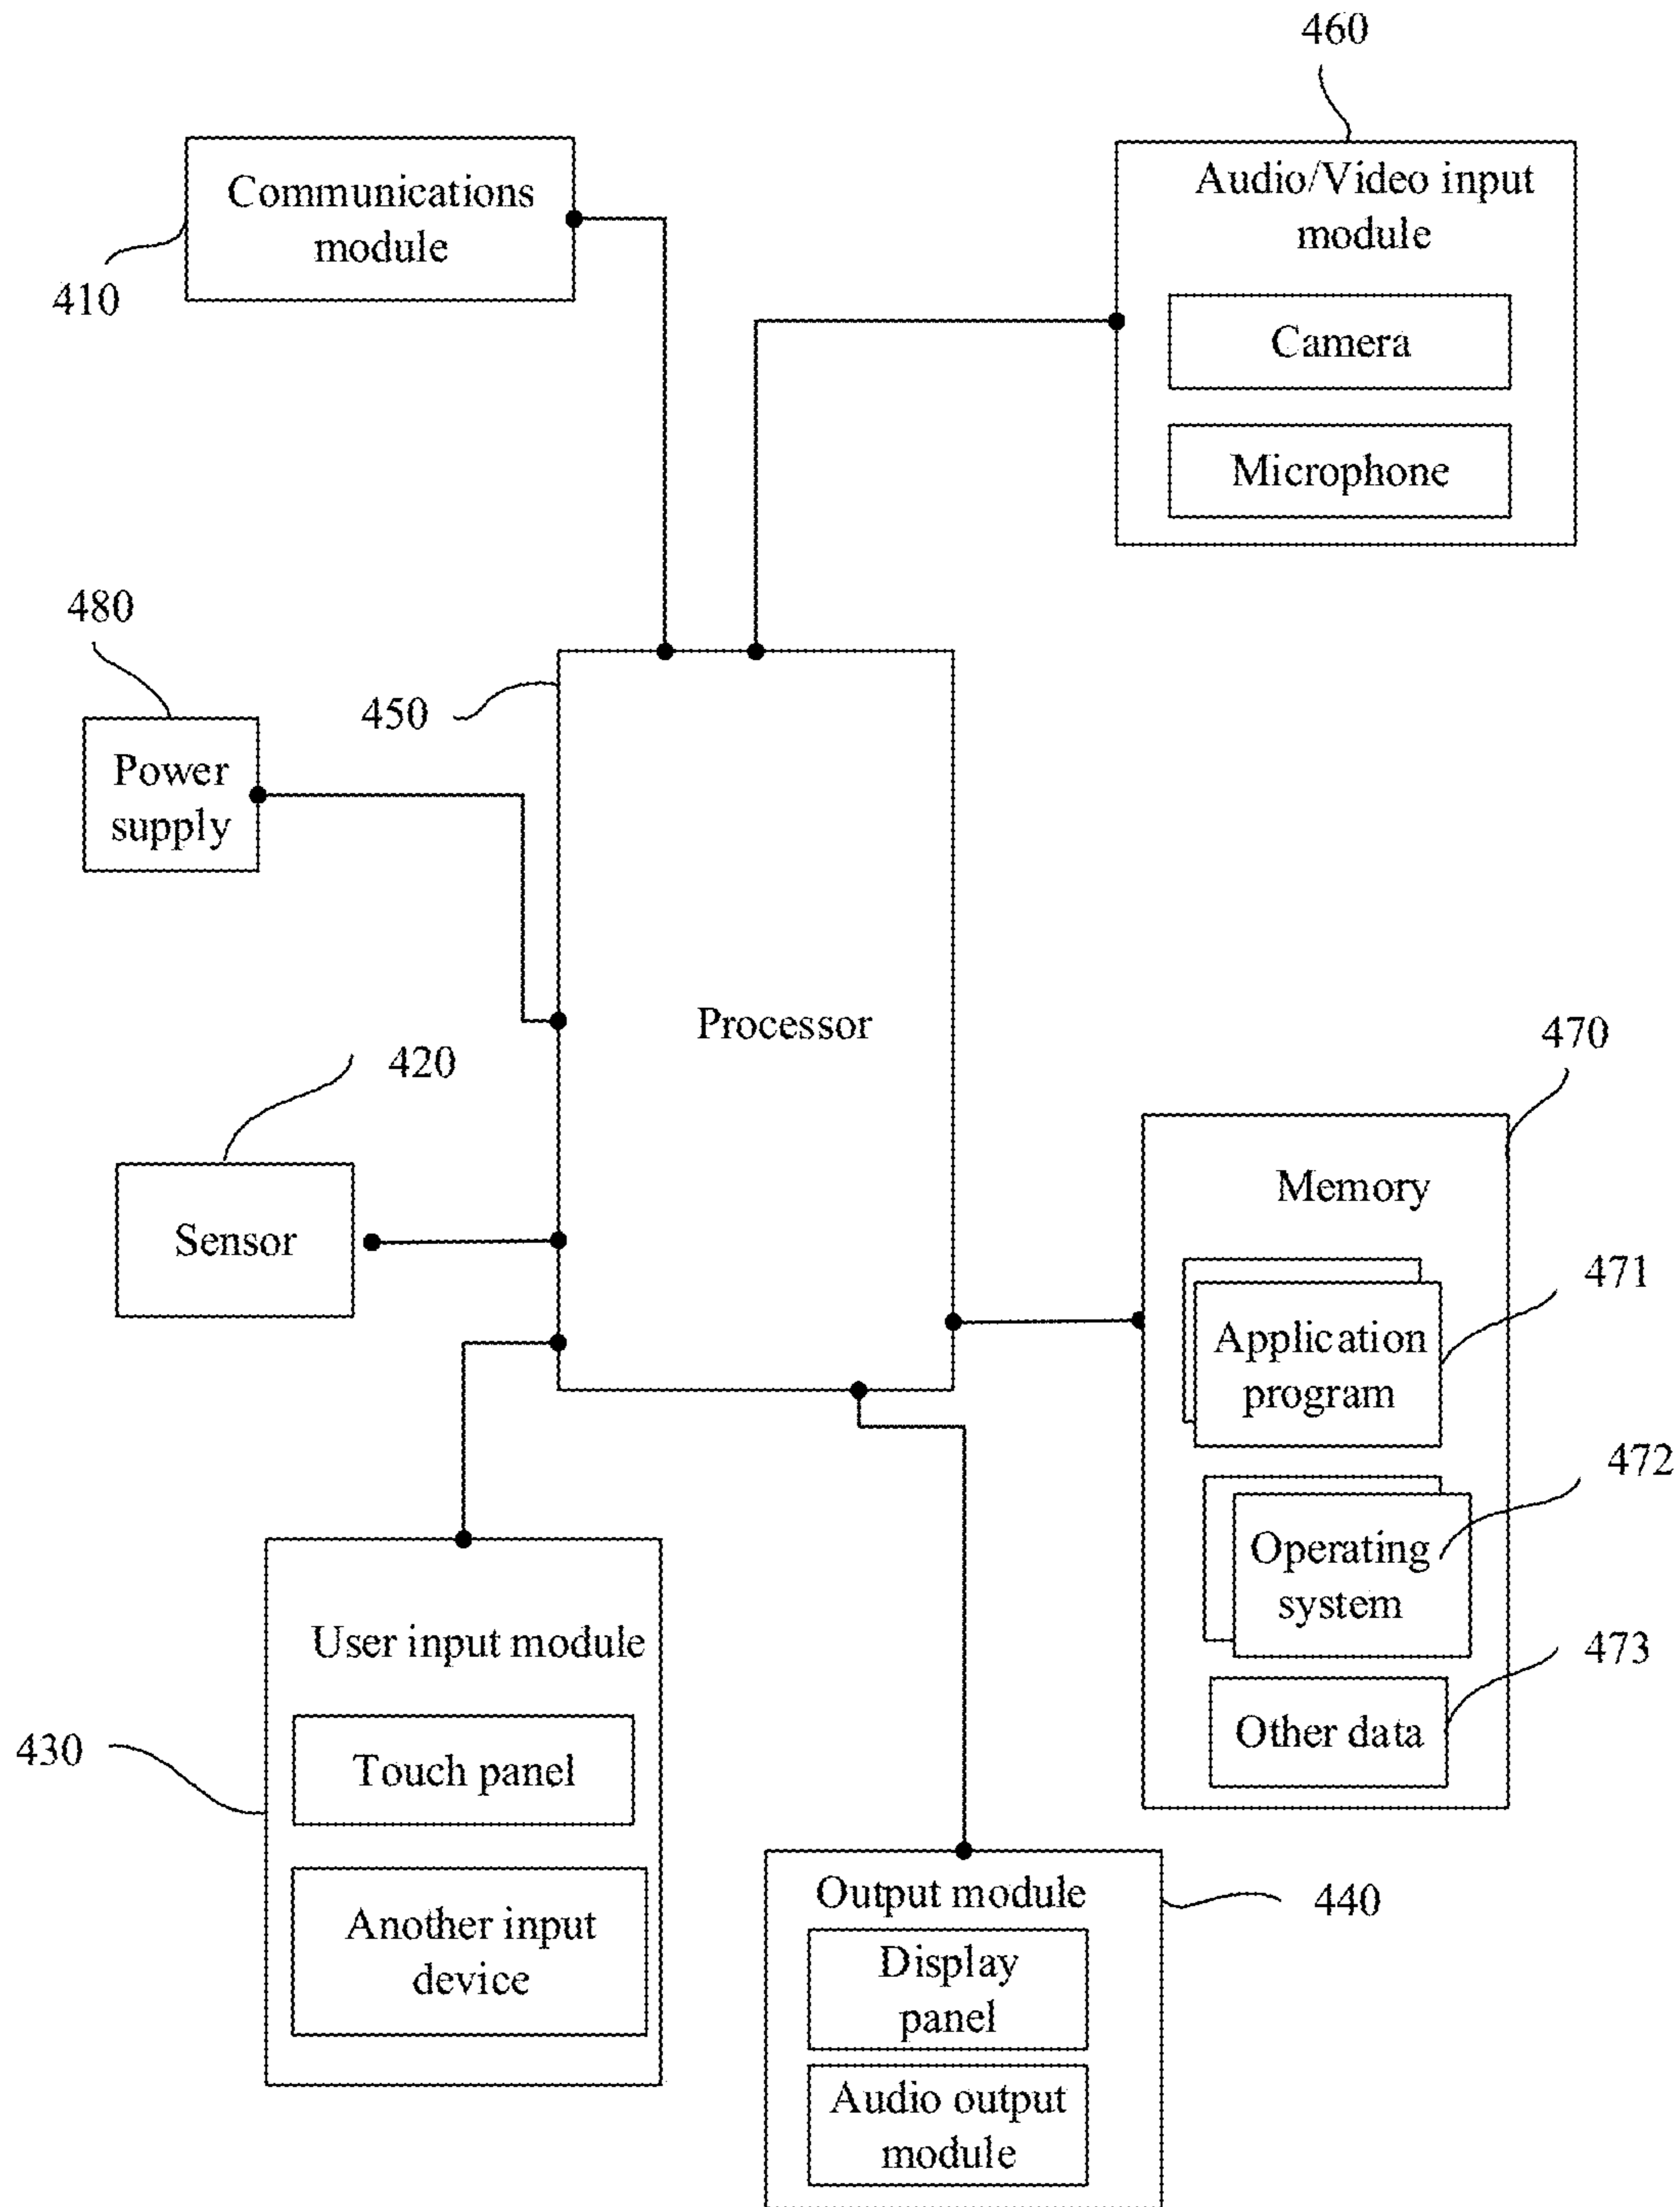 460
Communications
module
410
Audio/Video input
module
Camera
Microphone
480
450
Power
supply
Processor
420
Sensor
470
Memory
471
Application
program
472
Operating
system
473
Other data
User input module
430
Touch panel
Another input
device
Output module
440
Display
panel
Audio output
module